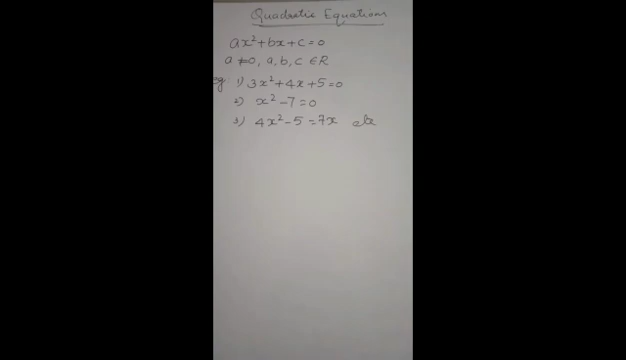 Quadratic Equations
ax²+bx+c=0
a≠0, a,b,c ∈R
eg 1) 3x²+4x+5=0
2) x²-7=0
3) 4x²-5=7x etc